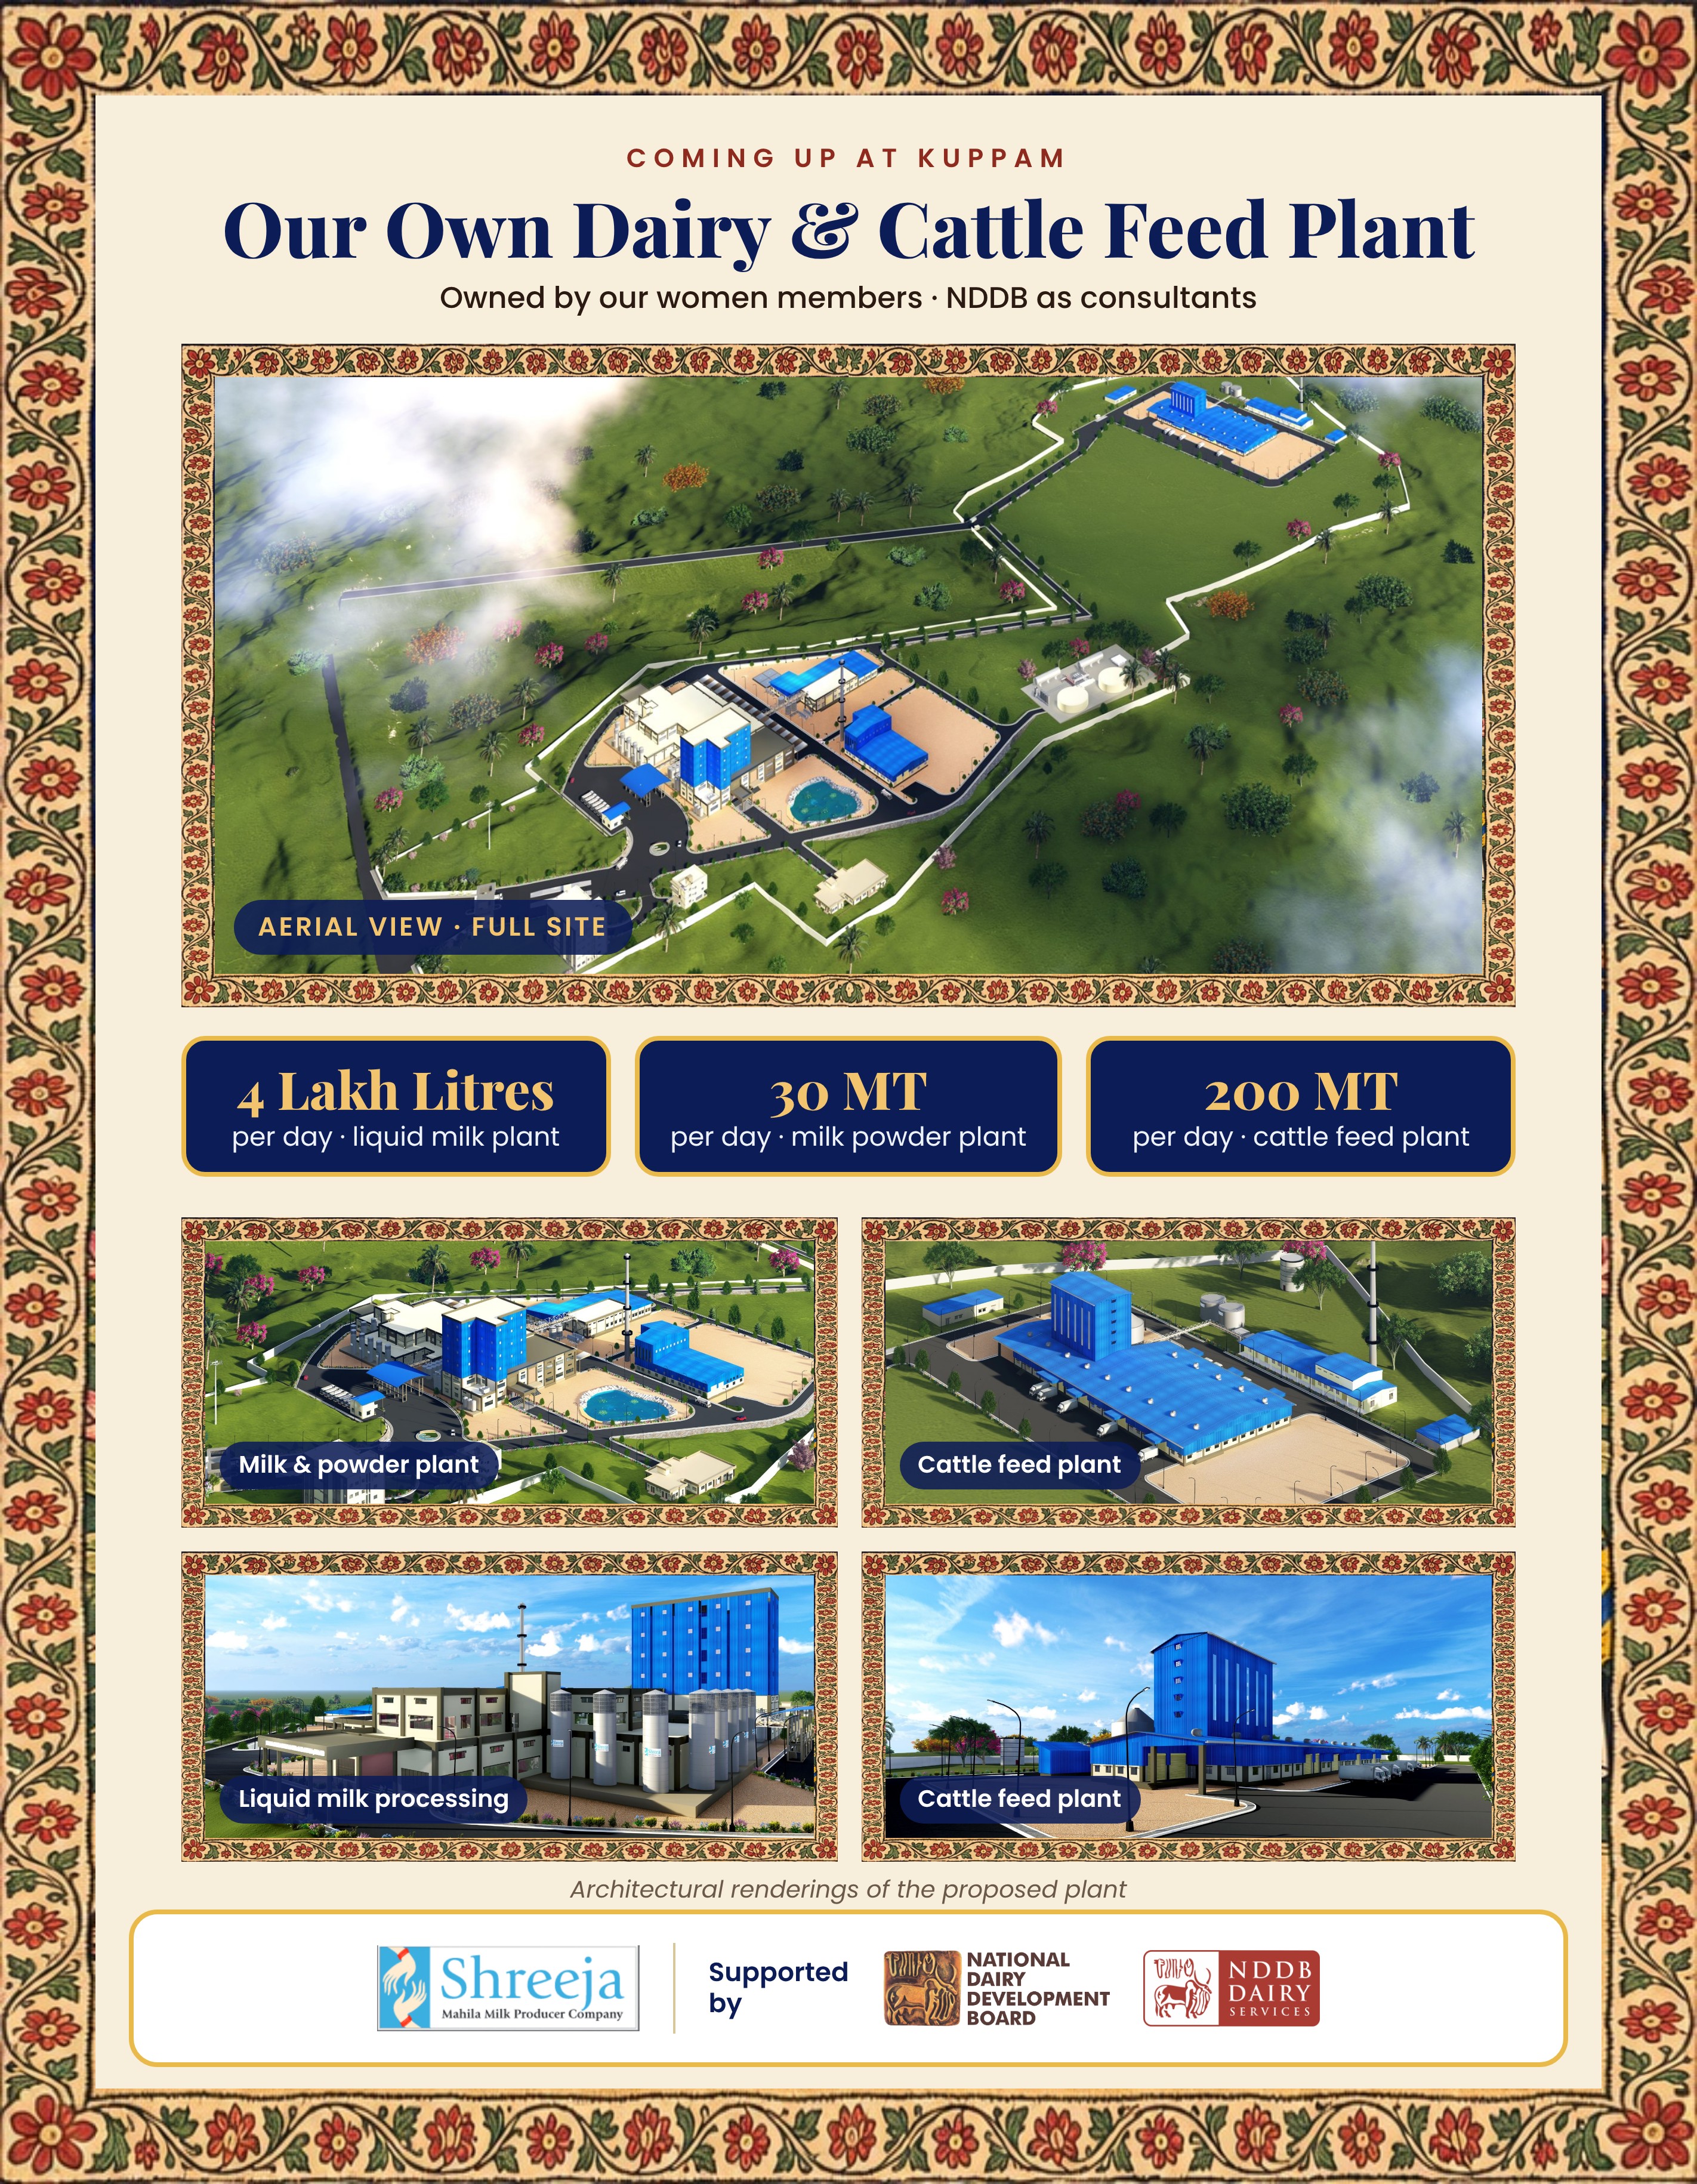 COMING UP AT KUPPAM
Our Own Dairy & Cattle Feed Plant
Owned by our women members · NDDB as consultants
AERIAL VIEW · FULL SITE
4 Lakh Litres
per day · liquid milk plant
30 MT
per day · milk powder plant
200 MT
per day · cattle feed plant
Milk & powder plant
Cattle feed plant
Liquid milk processing
Cattle feed plant
Architectural renderings of the proposed plant
Shreeja
Mahila Milk Producer Company
Supported
by
NATIONAL
DAIRY
DEVELOPMENT
BOARD
NDDB
DAIRY
SERVICES